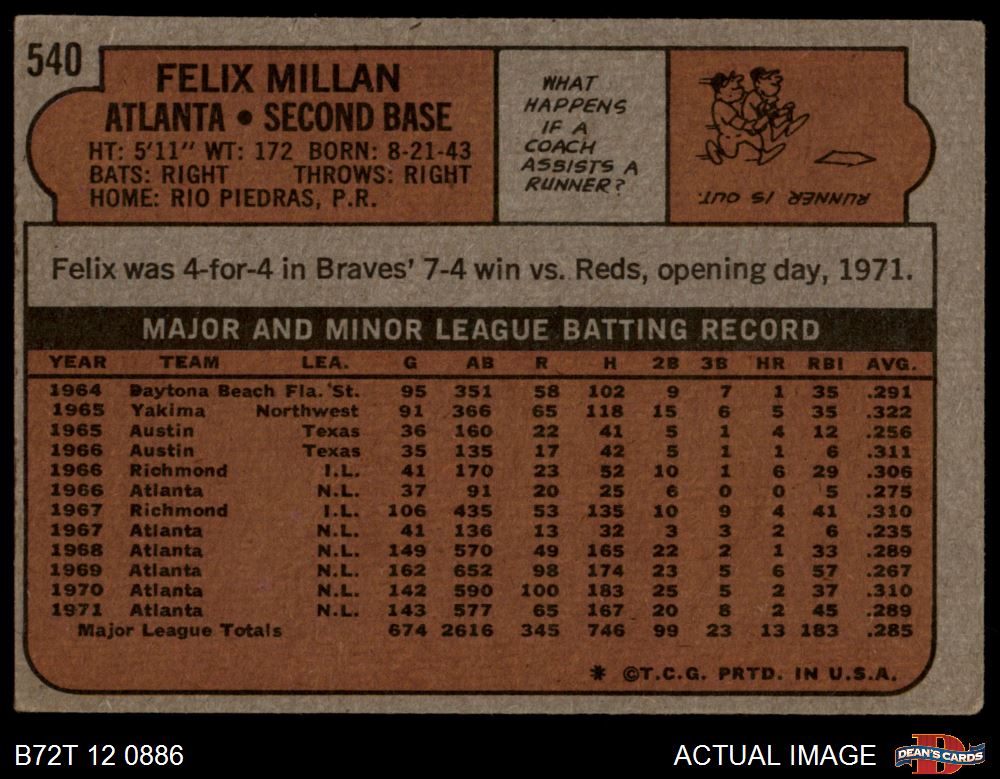 540
FELIX MILLAN
ATLANTA • SECOND BASE
HT: 5'11" WT: 172 BORN: 8-21-43
BATS: RIGHT THROWS: RIGHT
HOME: RIO PIEDRAS, P.R.
WHAT
HAPPENS
IF A
COACH
ASSISTS A
RUNNER?
RUNNER IS OUT.
Felix was 4-for-4 in Braves' 7-4 win vs. Reds, opening day, 1971.
MAJOR AND MINOR LEAGUE BATTING RECORD
YEAR TEAM LEA. G AB R H 2B 3B HR RBI AVG.
1964 Daytona Beach Fla. St. 95 351 58 102 9 7 1 35 .291
1965 Yakima Northwest 91 366 65 118 15 6 5 35 .322
1965 Austin Texas 36 160 22 41 5 1 4 12 .256
1966 Austin Texas 35 135 17 42 5 1 1 6 .311
1966 Richmond I.L. 41 170 23 52 10 1 6 29 .306
1966 Atlanta N.L. 37 91 20 25 6 0 0 5 .275
1967 Richmond I.L. 106 435 53 135 10 9 4 41 .310
1967 Atlanta N.L. 41 136 13 32 3 3 2 6 .235
1968 Atlanta N.L. 149 570 49 165 22 2 1 33 .289
1969 Atlanta N.L. 162 652 98 174 23 5 6 57 .267
1970 Atlanta N.L. 142 590 100 183 25 5 2 37 .310
1971 Atlanta N.L. 143 577 65 167 20 8 2 45 .289
Major League Totals 674 2616 345 746 99 23 13 183 .285
* ©T.C.G. PRTD. IN U.S.A.
B72T 12 0886
ACTUAL IMAGE
DEAN'S CARDS